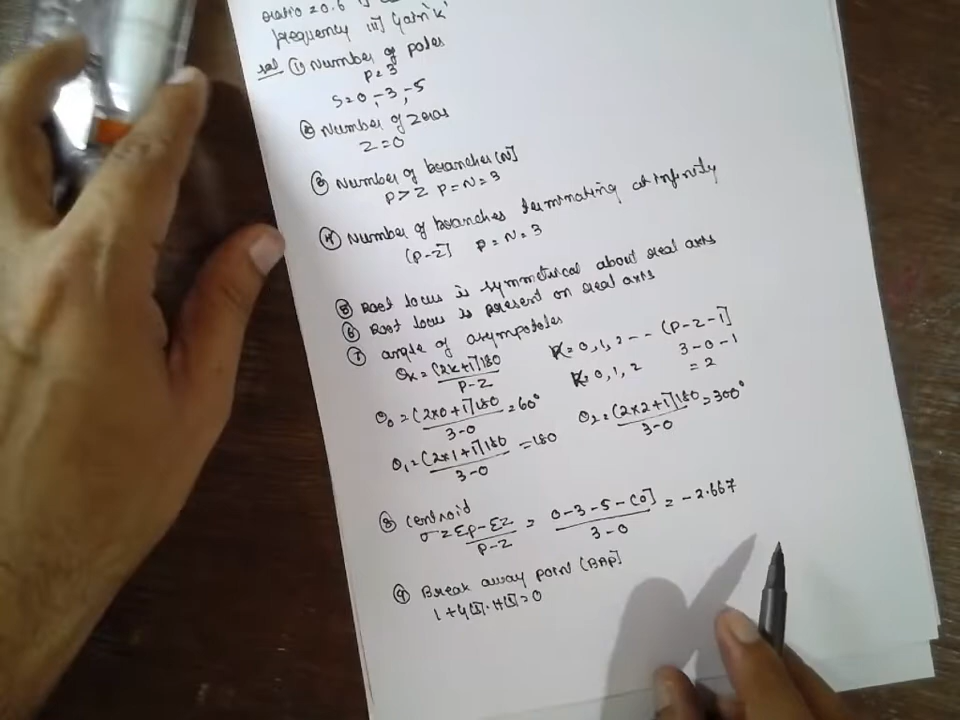 ratio = 0.6
frequency iii] Gain 'k'
sol ① Number of poles
P=3
S=0, -3, -5
② Number of zeros
Z=0
③ Number of branches [N]
P>Z P=N=3
④ Number of branches terminating at infinity
[P-Z] P=N=3
⑤ Root locus is symmetrical about real axis
⑥ Root locus is present on real axis
⑦ angle of asympotoles
θk = [2k+1]180 / P-Z K=0,1,2--- [P-Z-1]
3-0-1
K=0,1,2 = 2
θ0 = [2×0+1]180 / 3-0 = 60° θ2 = [2×2+1]180 / 3-0 = 300°
θ1 = [2×1+1]180 / 3-0 = 180
⑧ Centroid
σ = Σp-Σz / P-Z = 0-3-5-[0] / 3-0 = -2.667
⑨ Break away point [BAP]
1+G[S]·H[S]=0